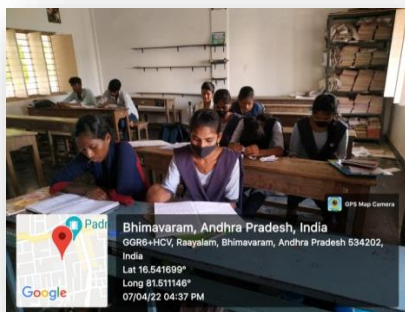 GPS Map Camera
Padr
Bhimavaram, Andhra Pradesh, India
GGR6+HCV, Raayalam, Bhimavaram, Andhra Pradesh 534202,
India
Lat 16.541699°
Long 81.511146°
07/04/22 04:37 PM
Google